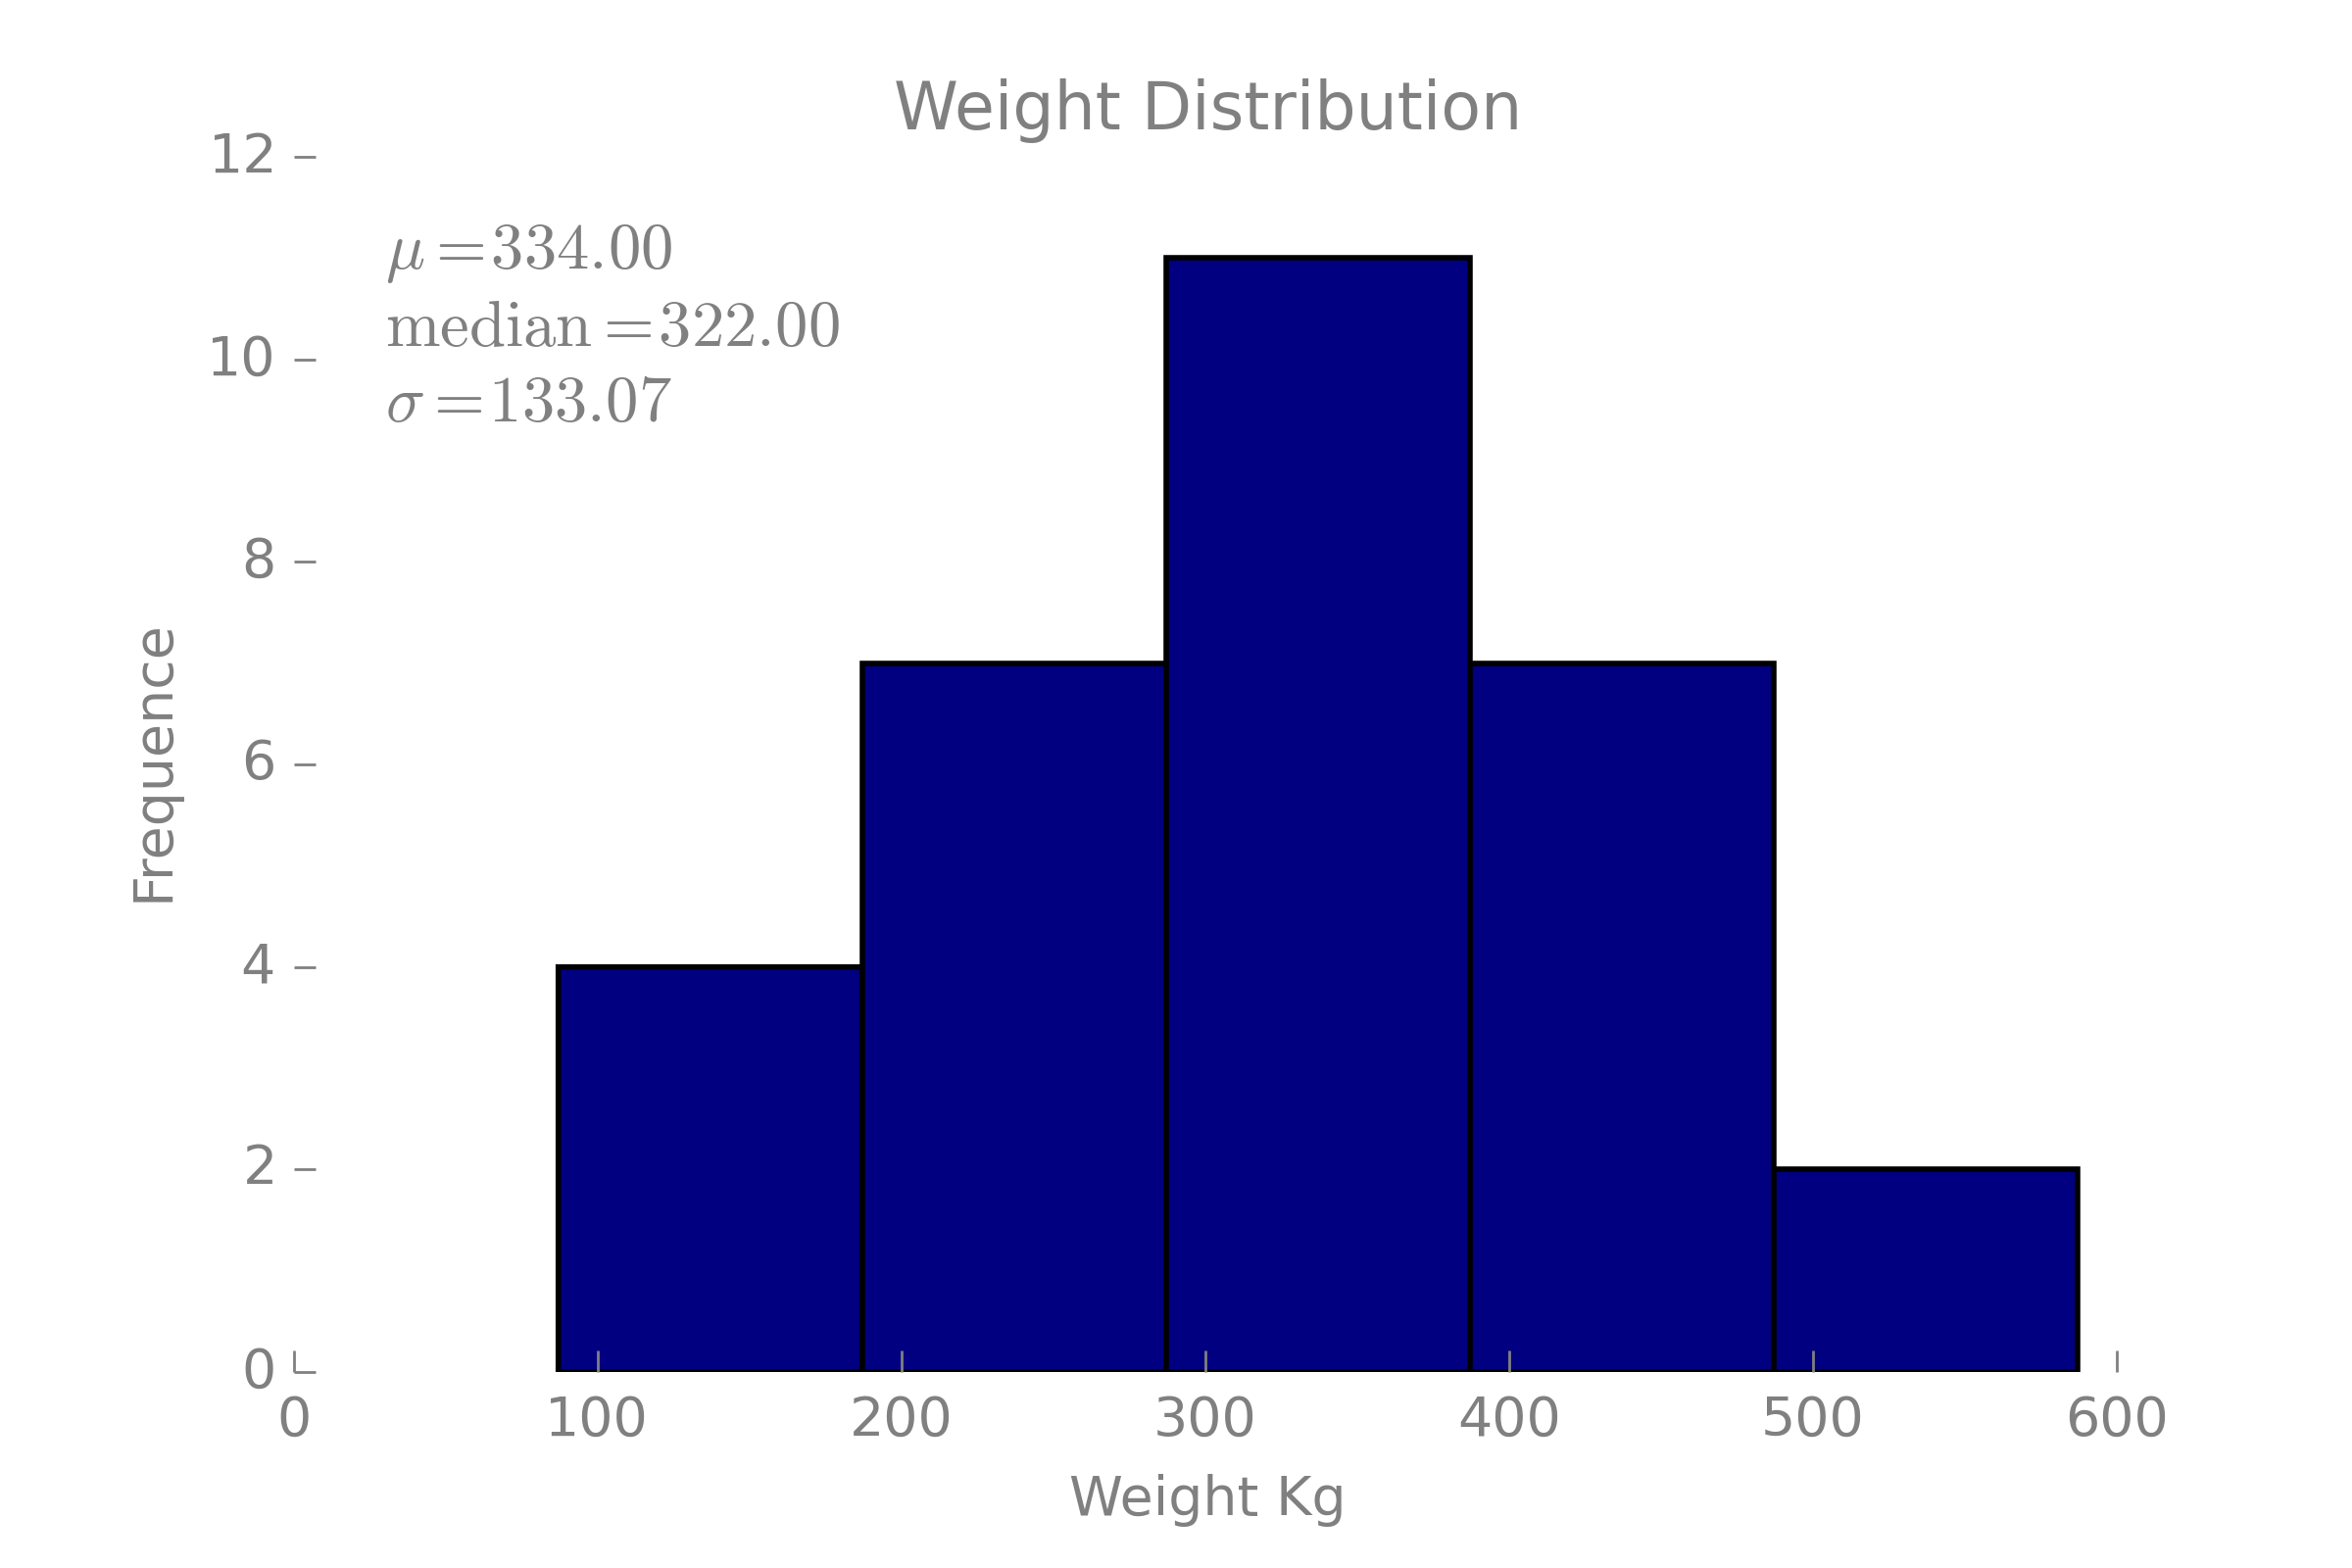 Weight Distribution
12
μ=334.00
median=322.00
10
σ=133.07
8
Frequence
6
4
2
0
0 100 200 300 400 500 600
Weight Kg